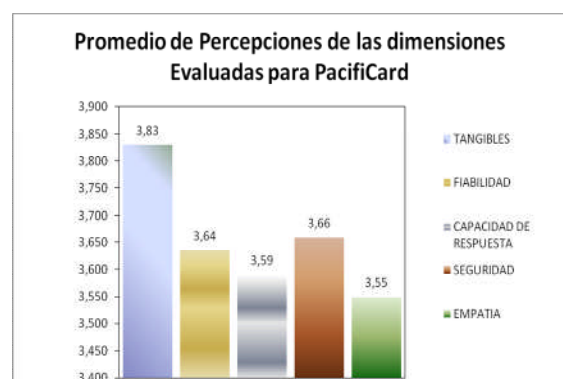 Promedio de Percepciones de las dimensiones
Evaluadas para PacifiCard
3,900
3,850
3,800
3,750
3,700
3,650
3,600
3,550
3,500
3,450
3,400
3,83
3,64
3,59
3,66
3,55
TANGIBLES
FIABILIDAD
CAPACIDAD DE
RESPUESTA
SEGURIDAD
EMPATIA